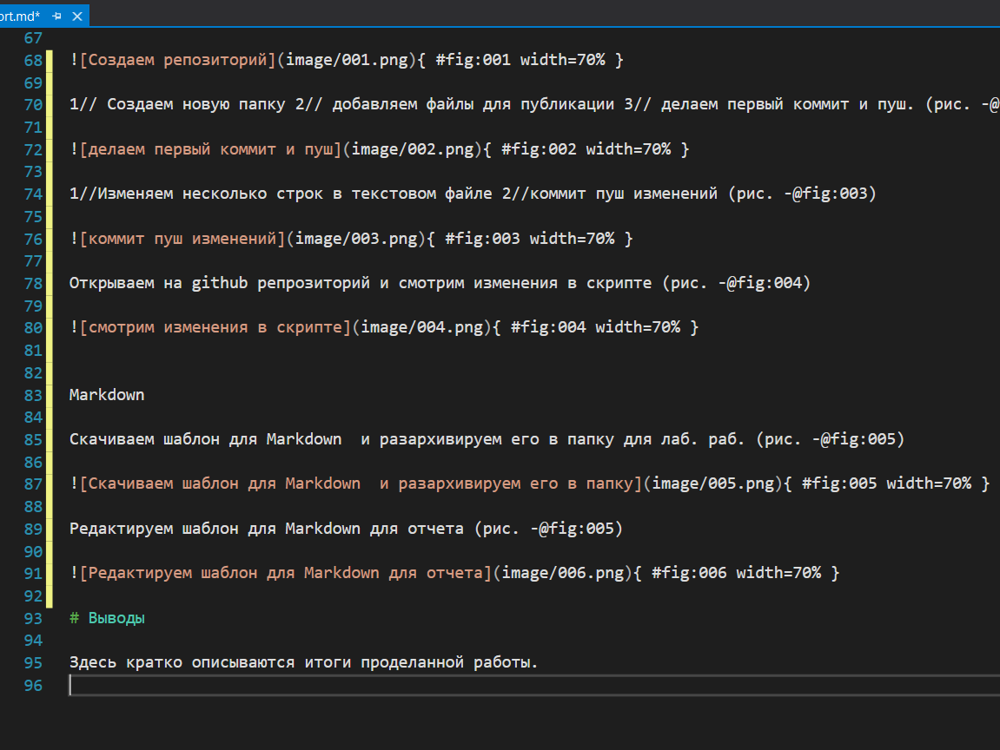 ort.md*
67
68 ![Создаем репозиторий](image/001.png){ #fig:001 width=70% }
69
70 1// Создаем новую папку 2// добавляем файлы для публикации 3// делаем первый коммит и пуш. (рис. -@
71
72 ![делаем первый коммит и пуш](image/002.png){ #fig:002 width=70% }
73
74 1//Изменяем несколько строк в текстовом файле 2//коммит пуш изменений (рис. -@fig:003)
75
76 ![коммит пуш изменений](image/003.png){ #fig:003 width=70% }
77
78 Открываем на github репрозиторий и смотрим изменения в скрипте (рис. -@fig:004)
79
80 ![смотрим изменения в скрипте](image/004.png){ #fig:004 width=70% }
81
82
83 Markdown
84
85 Скачиваем шаблон для Markdown  и разархивируем его в папку для лаб. раб. (рис. -@fig:005)
86
87 ![Скачиваем шаблон для Markdown  и разархивируем его в папку](image/005.png){ #fig:005 width=70% }
88
89 Редактируем шаблон для Markdown для отчета (рис. -@fig:005)
90
91 ![Редактируем шаблон для Markdown для отчета](image/006.png){ #fig:006 width=70% }
92
93 # Выводы
94
95 Здесь кратко описываются итоги проделанной работы.
96